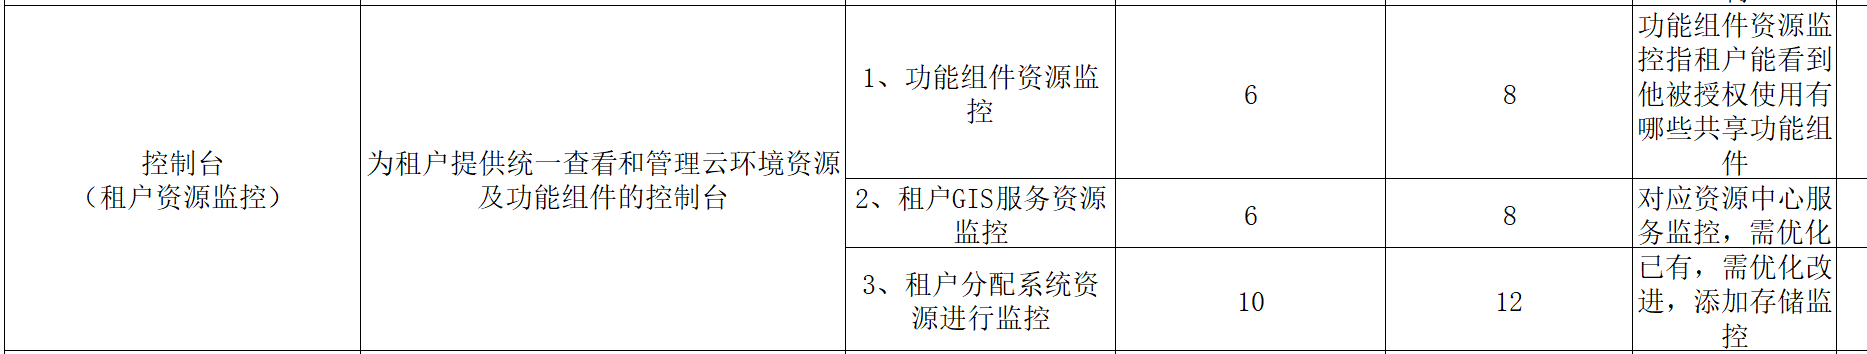 控制台
（租户资源监控）
为租户提供统一查看和管理云环境资源
及功能组件的控制台
1、功能组件资源监
控
6
8
功能组件资源监
控指租户能看到
他被授权使用有
哪些共享功能组
件
2、租户GIS服务资源
监控
6
8
对应资源中心服
务监控，需优化
3、租户分配系统资
源进行监控
10
12
已有，需优化改
进，添加存储监
控